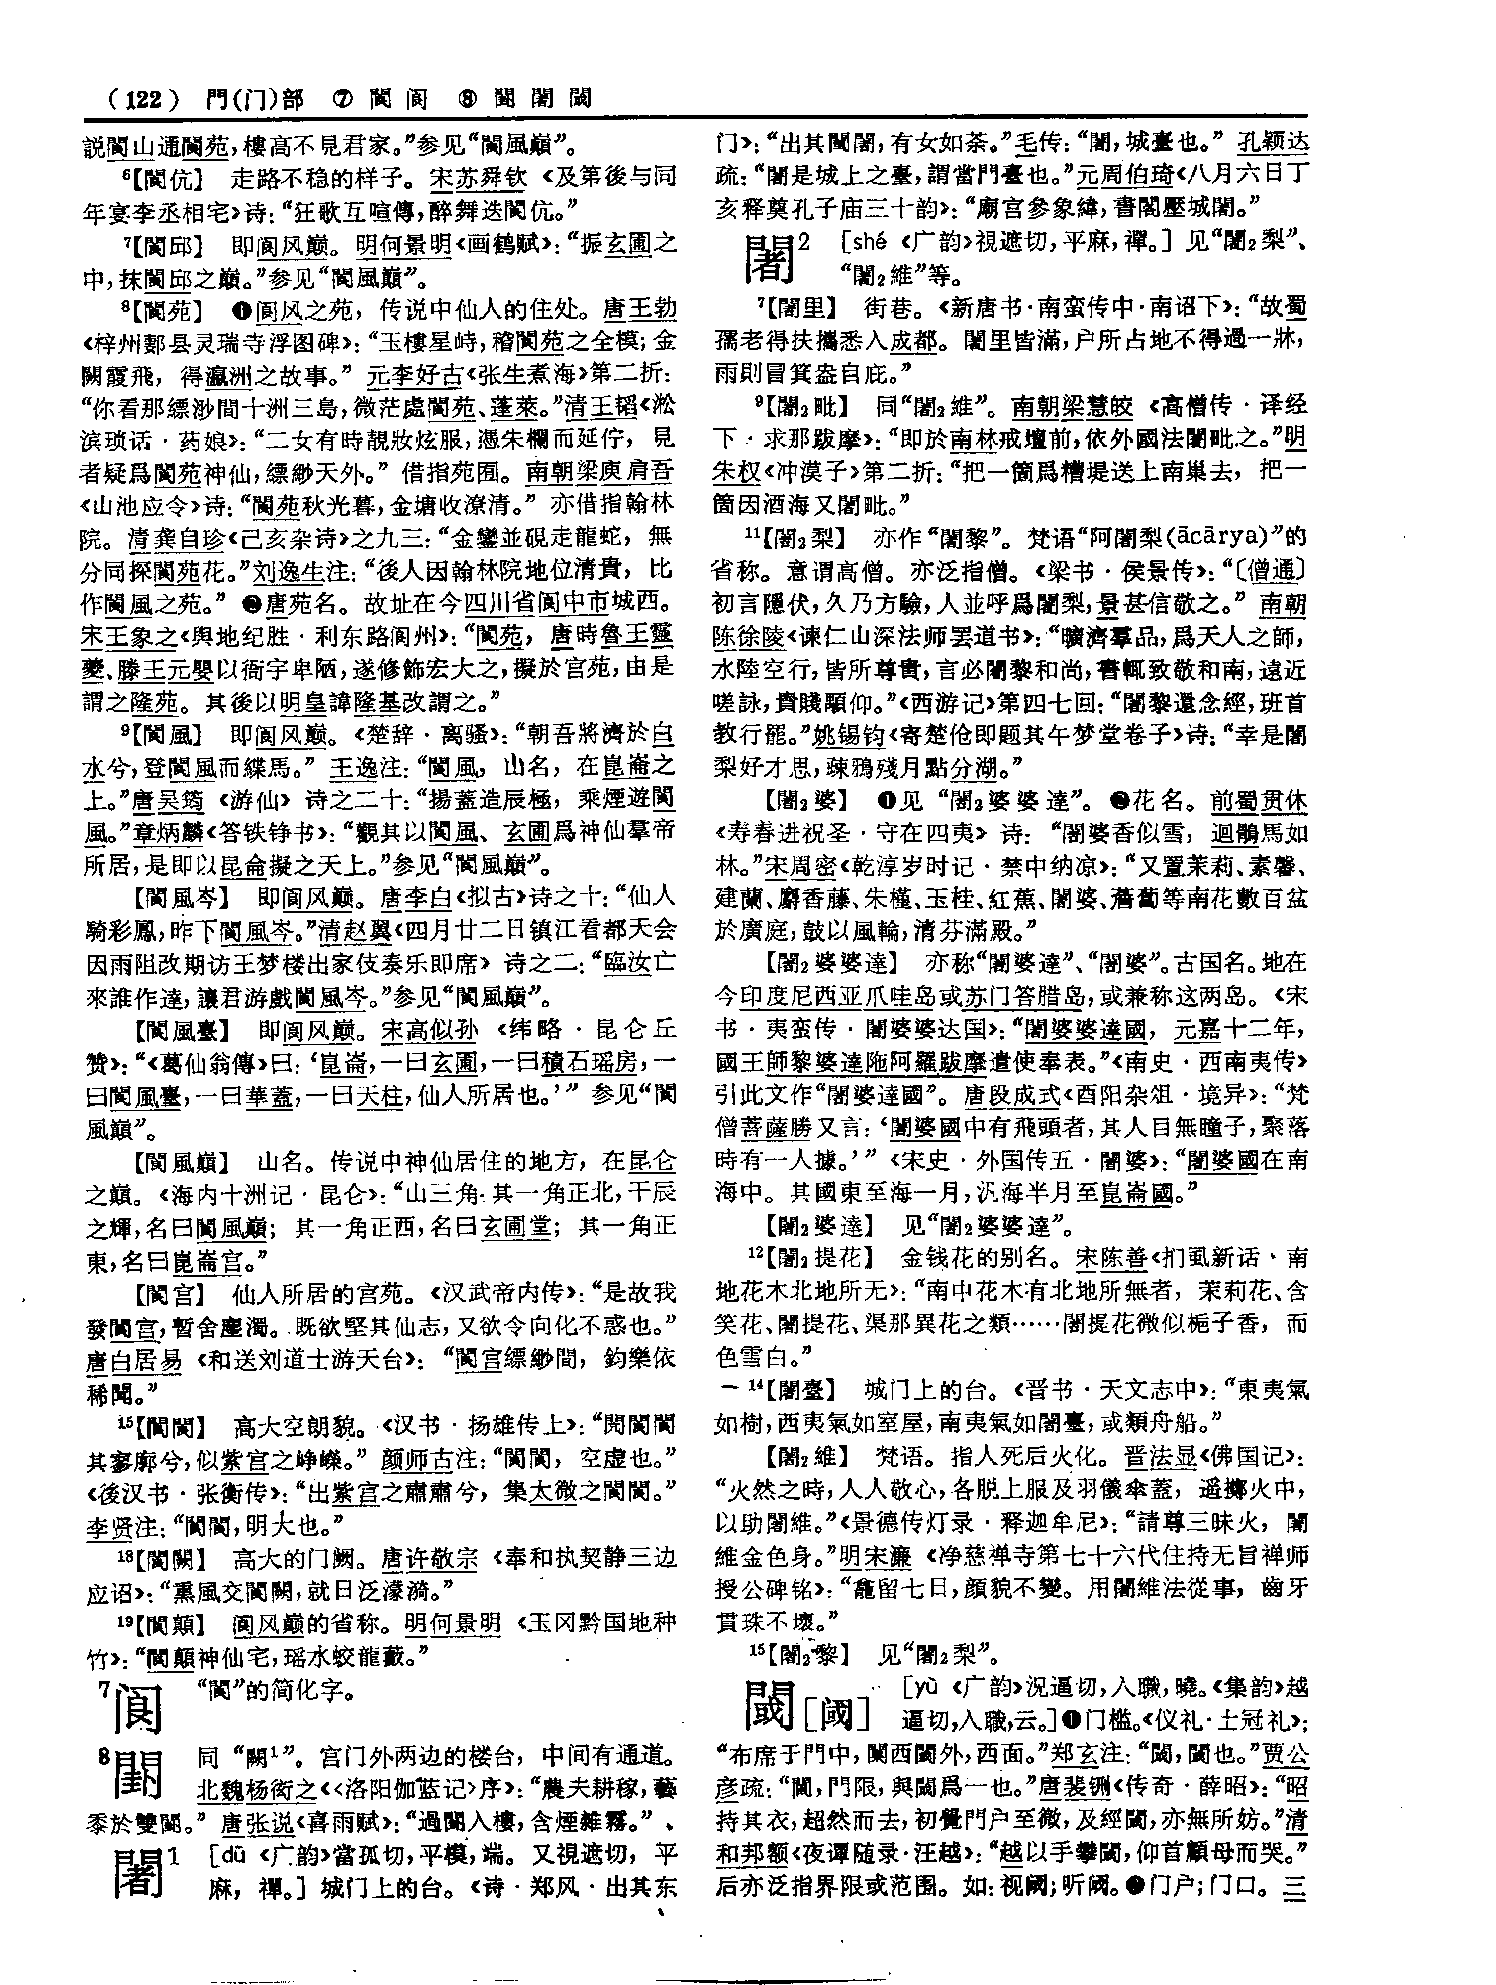 （122） 門(门)部 ⑦ 閬 阆 ⑧ 闁 闍 閾
説閬山通閬苑，樓高不見君家。”参见“閬風巔”。
⁶【閬伉】 走路不稳的样子。宋苏舜钦《及第後与同
年宴李丞相宅》诗：“狂歌互喧傳，醉舞迭閬伉。”
⁷【閬邱】 即阆风巅。明何景明《画鹤赋》：“振玄圃之
中，抹閬邱之巔。”参见“閬風巔”。
⁸【閬苑】 ❶阆风之苑，传说中仙人的住处。唐王勃
《梓州郪县灵瑞寺浮图碑》：“玉樓星峙，稽閬苑之全模；金
闕霞飛，得瀛洲之故事。” 元李好古《张生煮海》第二折：
“你看那縹渺間十洲三島，微茫處閬苑、蓬萊。”清王韬《淞
滨琐话·药娘》：“二女有時靚妝炫服，憑朱欄而延佇，見
者疑爲閬苑神仙，縹緲天外。” 借指苑囿。南朝梁庾肩吾
《山池应令》诗：“閬苑秋光暮，金塘收潦清。” 亦借指翰林
院。清龚自珍《己亥杂诗》之九三：“金鑾並硯走龍蛇，無
分同探閬苑花。”刘逸生注：“後人因翰林院地位清貴，比
作閬風之苑。” ❷唐苑名。故址在今四川省阆中市城西。
宋王象之《舆地纪胜·利东路阆州》：“閬苑，唐時魯王靈
夔、滕王元嬰以衙宇卑陋，遂修飾宏大之，擬於宫苑，由是
謂之隆苑。其後以明皇諱隆基改謂之。”
⁹【閬風】 即阆风巅。《楚辞·离骚》：“朝吾將濟於白
水兮，登閬風而緤馬。” 王逸注：“閬風，山名，在崑崙之
上。”唐吴筠《游仙》诗之二十：“揚蓋造辰極，乘煙遊閬
風。”章炳麟《答铁铮书》：“觀其以閬風、玄圃爲神仙羣帝
所居，是即以昆侖擬之天上。”参见“閬風巔”。
【閬風岑】 即阆风巅。唐李白《拟古》诗之十：“仙人
騎彩鳳，昨下閬風岑。”清赵翼《四月廿二日镇江看都天会
因雨阻改期访王梦楼出家伎奏乐即席》诗之二：“臨汝亡
來誰作達，讓君游戲閬風岑。”参见“閬風巔”。
【閬風臺】 即阆风巅。宋高似孙《纬略·昆仑丘
赞》：“《葛仙翁傳》曰：‘崑崙，一曰玄圃，一曰積石瑶房，一
曰閬風臺，一曰華蓋，一曰天柱，仙人所居也。’” 参见“閬
風巔”。
【閬風巔】 山名。传说中神仙居住的地方，在昆仑
之巅。《海内十洲记·昆仑》：“山三角：其一角正北，干辰
之輝，名曰閬風巔；其一角正西，名曰玄圃堂；其一角正
東，名曰崑崙宫。”
【閬宫】 仙人所居的宫苑。《汉武帝内传》：“是故我
發閬宫，暫舍塵濁。既欲堅其仙志，又欲令向化不惑也。”
唐白居易《和送刘道士游天台》：“閬宫縹緲間，鈞樂依
稀聞。”
¹⁵【閬閬】 高大空朗貌。《汉书·扬雄传上》：“閌閬閬
其寥廓兮，似紫宫之崢嶸。” 颜师古注：“閬閬，空虚也。”
《後汉书·张衡传》：“出紫宫之肅肅兮，集太微之閬閬。”
李贤注：“閬閬，明大也。”
¹⁸【閬闕】 高大的门阙。唐许敬宗《奉和执契静三边
应诏》：“熏風交閬闕，就日泛濛漪。”
¹⁹【閬顛】 阆风巅的省称。明何景明《玉冈黔国地种
竹》：“閬顛神仙宅，瑶水蛟龍蕺。”
⁷阆 “閬”的简化字。
⁸闁 同“闕¹”。宫门外两边的楼台，中间有通道。
北魏杨衒之《〈洛阳伽蓝记〉序》：“農夫耕稼，藝
黍於雙闕。” 唐张说《喜雨赋》：“過闕入樓，含煙雜霧。”
闍1 ［dū《广韵》當孤切，平模，端。又視遮切，平
麻，禪。］城门上的台。《诗·郑风·出其东
门》：“出其闉闍，有女如荼。”毛传：“闍，城臺也。” 孔颖达
疏：“闍是城上之臺，謂當門臺也。”元周伯琦《八月六日丁
亥释奠孔子庙三十韵》：“廟宫參象緯，書閣壓城闍。”
闍2 ［shé《广韵》視遮切，平麻，禪。］见“闍₂梨”、
“闍₂維”等。
⁷【闍里】 街巷。《新唐书·南蛮传中·南诏下》：“故蜀
孺老得扶攜悉入成都。闍里皆滿，户所占地不得過一牀，
雨則冒箕盎自庇。”
⁹【闍₂毗】 同“闍₂維”。南朝梁慧皎《高僧传·译经
下·求那跋摩》：“即於南林戒壇前，依外國法闍毗之。”明
朱权《冲漠子》第二折：“把一箇爲糟堤送上南巢去，把一
箇因酒海又闍毗。”
¹¹【闍₂梨】 亦作“闍黎”。梵语“阿闍梨(ācārya)”的
省称。意谓高僧。亦泛指僧。《梁书·侯景传》：“〔僧通〕
初言隱伏，久乃方驗，人並呼爲闍梨，景甚信敬之。” 南朝
陈徐陵《谏仁山深法师罢道书》：“曠濟羣品，爲天人之師，
水陸空行，皆所尊貴，言必闍黎和尚，書輒致敬和南，遠近
嗟詠，貴賤顒仰。”《西游记》第四七回：“闍黎還念經，班首
教行罷。”姚锡钧《寄楚伧即题其午梦堂卷子》诗：“幸是闍
梨好才思，疎鴉殘月點分湖。”
【闍₂婆】 ❶见“闍₂婆婆達”。❷花名。前蜀贯休
《寿春进祝圣·守在四夷》诗：“闍婆香似雪，迴鶻馬如
林。”宋周密《乾淳岁时记·禁中纳凉》：“又置茉莉、素馨、
建蘭、麝香藤、朱槿、玉桂、紅蕉、闍婆、薝蔔等南花數百盆
於廣庭，鼓以風輪，清芬滿殿。”
【闍₂婆婆達】 亦称“闍婆達”、“闍婆”。古国名。地在
今印度尼西亚爪哇岛或苏门答腊岛，或兼称这两岛。《宋
书·夷蛮传·闍婆婆达国》：“闍婆婆達國，元嘉十二年，
國王師黎婆達陁阿羅跋摩遣使奉表。”《南史·西南夷传》
引此文作“闍婆達國”。唐段成式《酉阳杂俎·境异》：“梵
僧菩薩勝又言：‘闍婆國中有飛頭者，其人目無瞳子，聚落
時有一人據。’” 《宋史·外国传五·闍婆》：“闍婆國在南
海中。其國東至海一月，汎海半月至崑崙國。”
【闍₂婆達】 见“闍₂婆婆達”。
¹²【闍₂提花】 金钱花的别名。宋陈善《扪虱新话·南
地花木北地所无》：“南中花木有北地所無者，茉莉花、含
笑花、闍提花、渠那異花之類……闍提花微似梔子香，而
色雪白。”
¹⁴【闍臺】 城门上的台。《晋书·天文志中》：“東夷氣
如樹，西夷氣如室屋，南夷氣如闍臺，或類舟船。”
【闍₂維】 梵语。指人死后火化。晋法显《佛国记》：
“火然之時，人人敬心，各脱上服及羽儀傘蓋，遥擲火中，
以助闍維。”《景德传灯录·释迦牟尼》：“請尊三昧火，闍
維金色身。”明宋濂《净慈禅寺第七十六代住持无旨禅师
授公碑铭》：“龕留七日，顔貌不變。用闍維法從事，齒牙
貫珠不壞。”
¹⁵【闍₂黎】 见“闍₂梨”。
閾［阈］ ［yù《广韵》況逼切，入職，曉。《集韵》越
逼切，入職，云。］❶门槛。《仪礼·士冠礼》：
“布席于門中，闑西閾外，西面。”郑玄注：“閾，閫也。”贾公
彦疏：“閫，門限，與閾爲一也。”唐裴铏《传奇·薛昭》：“昭
持其衣，超然而去，初覺門户至微，及經閾，亦無所妨。”清
和邦额《夜谭随录·汪越》：“越以手攀閾，仰首顧母而哭。”
后亦泛指界限或范围。如：视阈；听阈。❷门户；门口。三